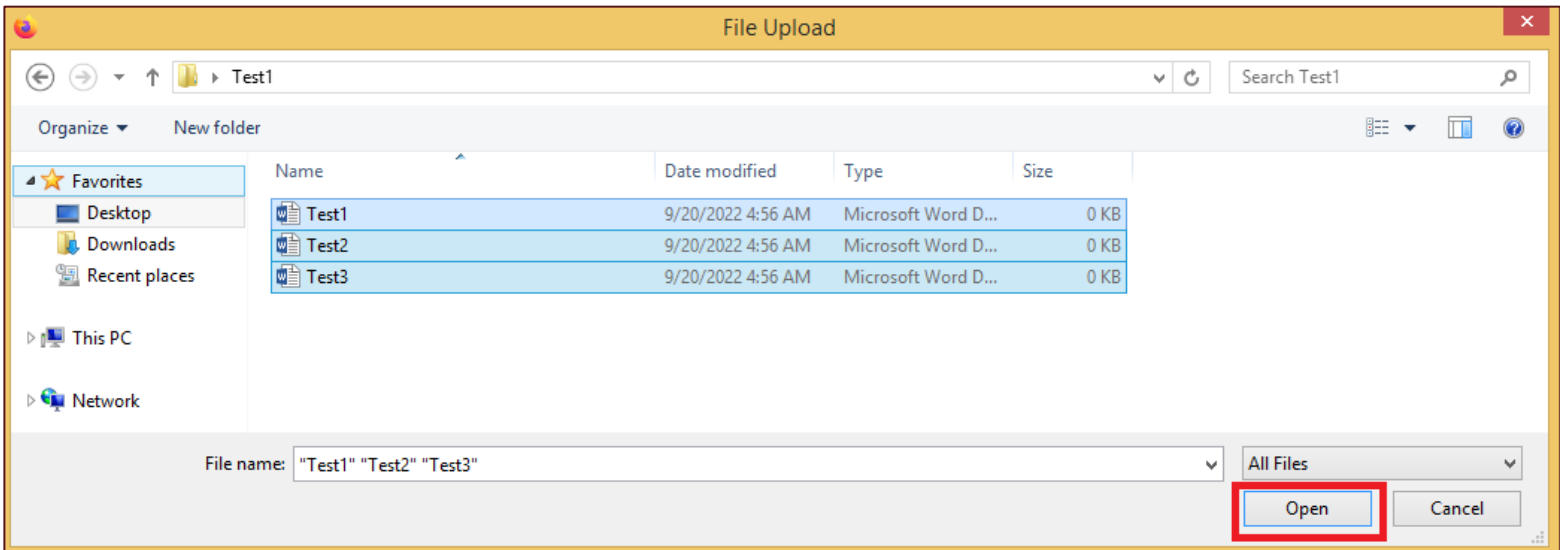 File Upload
Test1
Search Test1
Organize New folder
Name Date modified Type Size
Favorites
Desktop
Downloads
Recent places
This PC
Network
Test1 9/20/2022 4:56 AM Microsoft Word D... 0 KB
Test2 9/20/2022 4:56 AM Microsoft Word D... 0 KB
Test3 9/20/2022 4:56 AM Microsoft Word D... 0 KB
File name: "Test1" "Test2" "Test3" All Files
Open Cancel